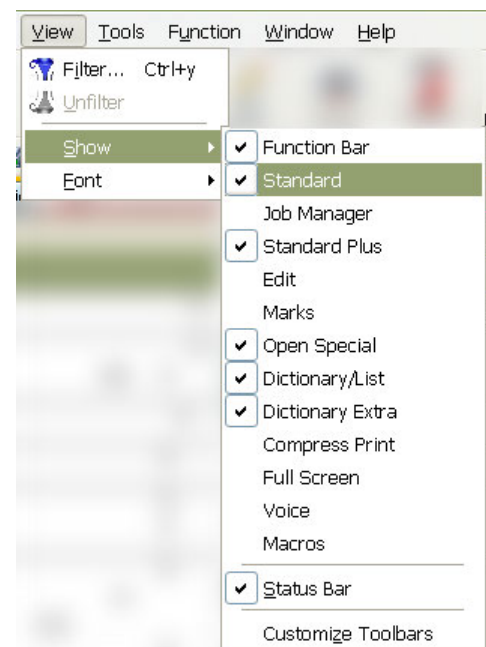 View Tools Function Window Help
Filter... Ctrl+y
Unfilter
Show
Font
Function Bar
Standard
Job Manager
Standard Plus
Edit
Marks
Open Special
Dictionary/List
Dictionary Extra
Compress Print
Full Screen
Voice
Macros
Status Bar
Customize Toolbars